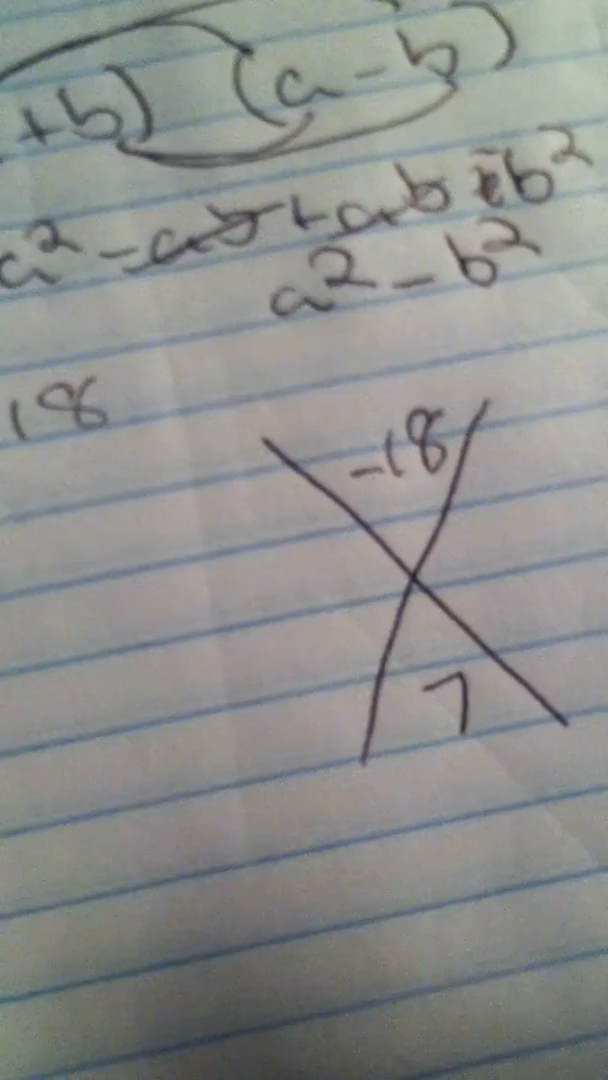 +b) (a-b)
a² - ab + ab - b²
a² - b²
18
-18
7